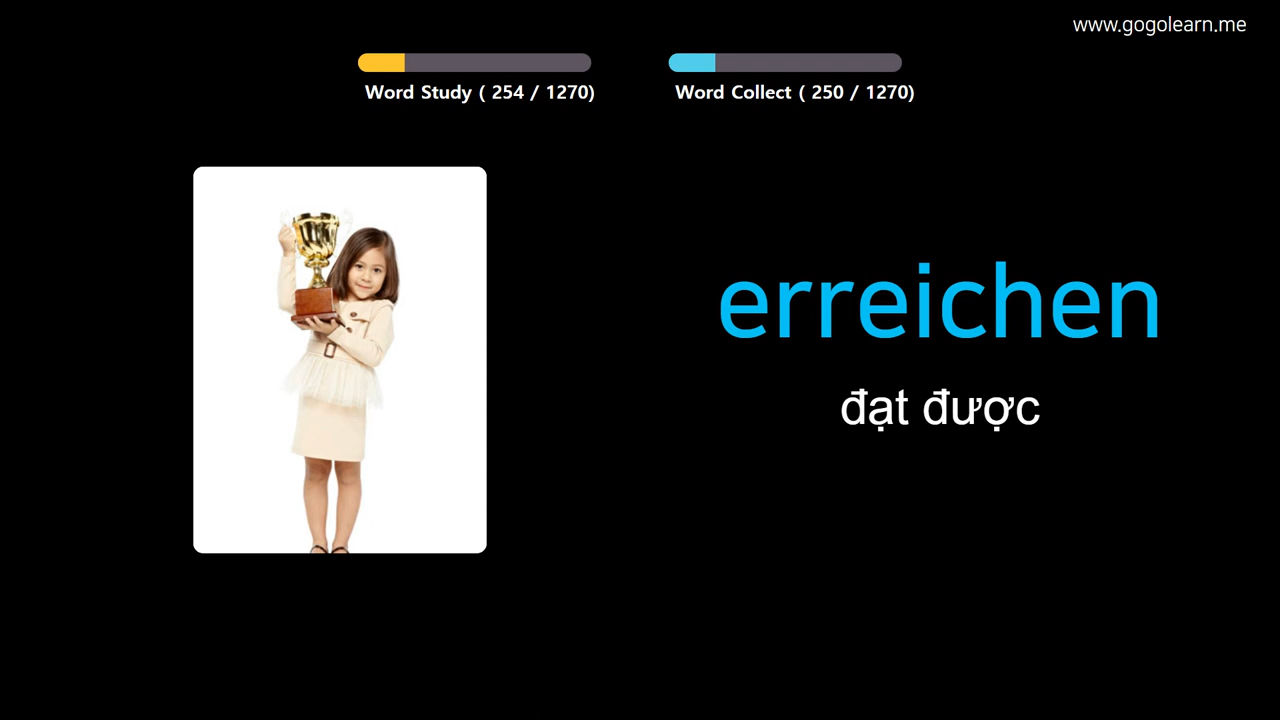 www.gogolearn.me
Word Study ( 254 / 1270)
Word Collect ( 250 / 1270)
erreichen
đạt được